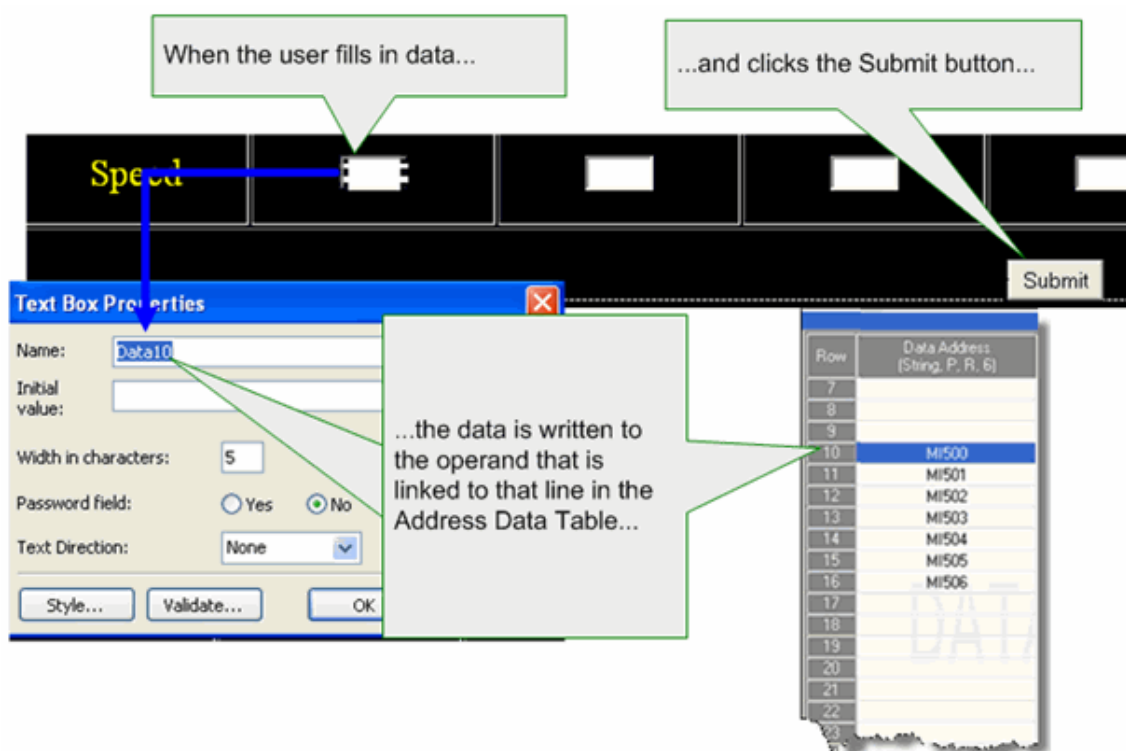 When the user fills in data...
...and clicks the Submit button...
Speed
Submit
Text Box Properties
Name:
Data10
Initial
value:
Width in characters:
5
Password field:
Yes
No
Text Direction:
None
Style...
Validate...
OK
...the data is written to
the operand that is
linked to that line in the
Address Data Table...
Row
Data Address
(String, P, R, 6)
7
8
9
10 MI500
11 MI501
12 MI502
13 MI503
14 MI504
15 MI505
16 MI506
17
18
19
20
21
22
23
DATA